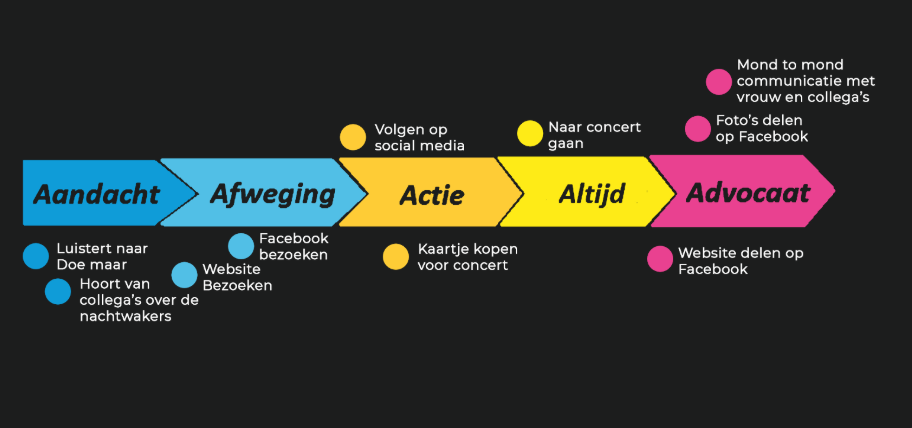 Mond to mond
communicatie met
vrouw en collega's
Foto's delen
op Facebook
Volgen op
social media
Naar concert
gaan
Aandacht
Afweging
Actie
Altijd
Advocaat
Luistert naar
Doe maar
Hoort van
collega's over de
nachtwakers
Facebook
bezoeken
Website
Bezoeken
Kaartje kopen
voor concert
Website delen op
Facebook